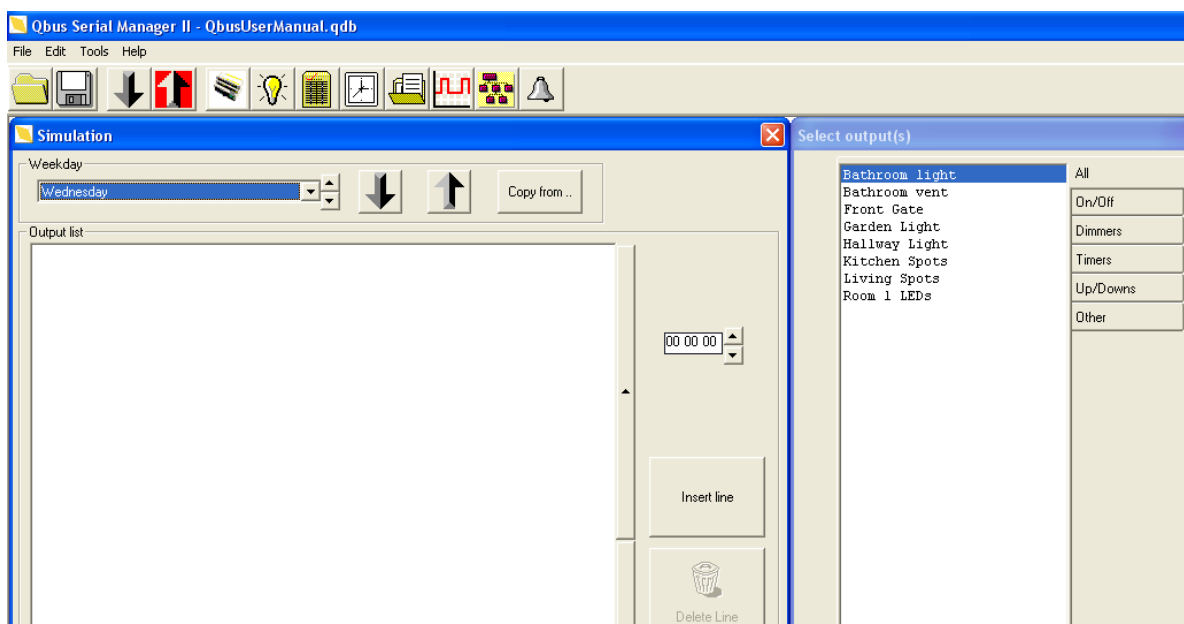 Qbus Serial Manager II - QbusUserManual.qdb
File Edit Tools Help
Simulation
Weekday
Wednesday
Copy from ..
Output list
00 00 00
Insert line
Delete Line
Select output(s)
Bathroom light
Bathroom vent
Front Gate
Garden Light
Hallway Light
Kitchen Spots
Living Spots
Room 1 LEDs
All
On/Off
Dimmers
Timers
Up/Downs
Other